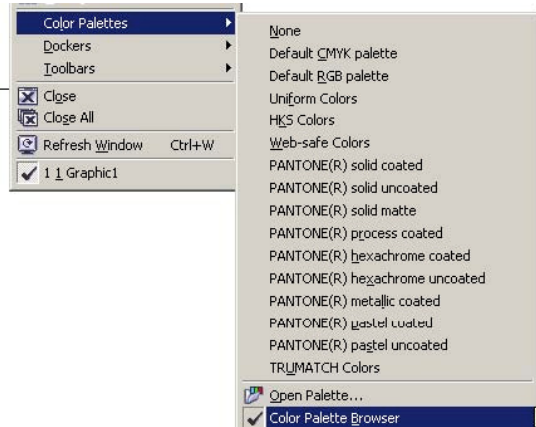 Color Palettes
Dockers
Toolbars
Close
Close All
Refresh Window Ctrl+W
1 1 Graphic1
None
Default CMYK palette
Default RGB palette
Uniform Colors
HKS Colors
Web-safe Colors
PANTONE(R) solid coated
PANTONE(R) solid uncoated
PANTONE(R) solid matte
PANTONE(R) process coated
PANTONE(R) hexachrome coated
PANTONE(R) hexachrome uncoated
PANTONE(R) metallic coated
PANTONE(R) pastel coated
PANTONE(R) pastel uncoated
TRUMATCH Colors
Open Palette...
Color Palette Browser